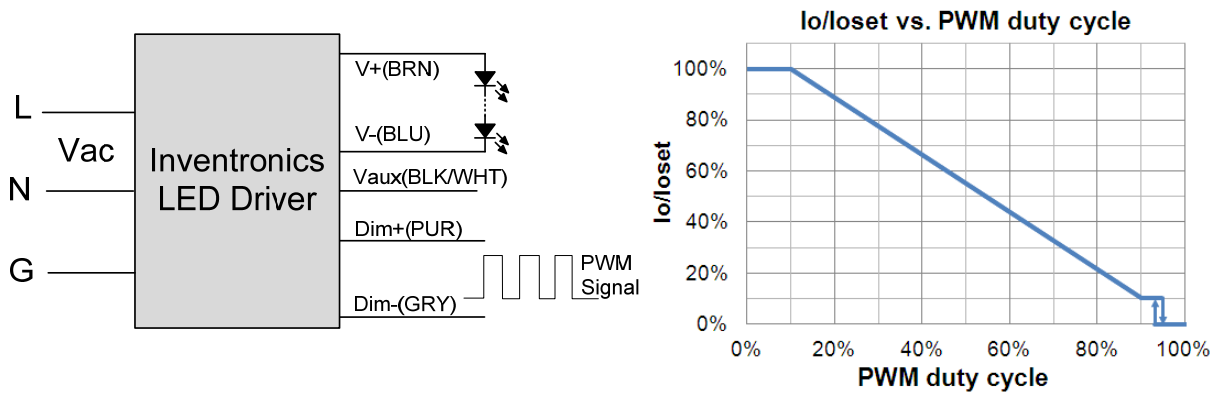 L
Vac
N
G
Inventronics
LED Driver
V+(BRN)
V-(BLU)
Vaux(BLK/WHT)
Dim+(PUR)
Dim-(GRY)
PWM
Signal
Io/Ioset vs. PWM duty cycle
Io/Ioset
100%
80%
60%
40%
20%
0%
0% 20% 40% 60% 80% 100%
PWM duty cycle